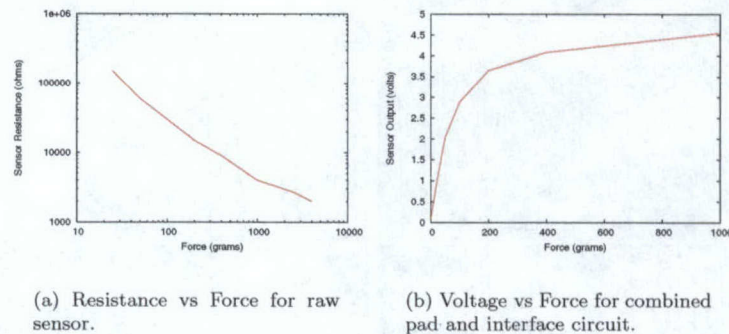 1e+06
100000
10000
1000
10
100
1000
10000
Sensor Resistance (ohms)
Force (grams)
5
4.5
4
3.5
3
2.5
2
1.5
1
0.5
0
0
200
400
600
800
1000
Sensor Output (volts)
Force (grams)
(a) Resistance vs Force for raw
sensor.
(b) Voltage vs Force for combined
pad and interface circuit.